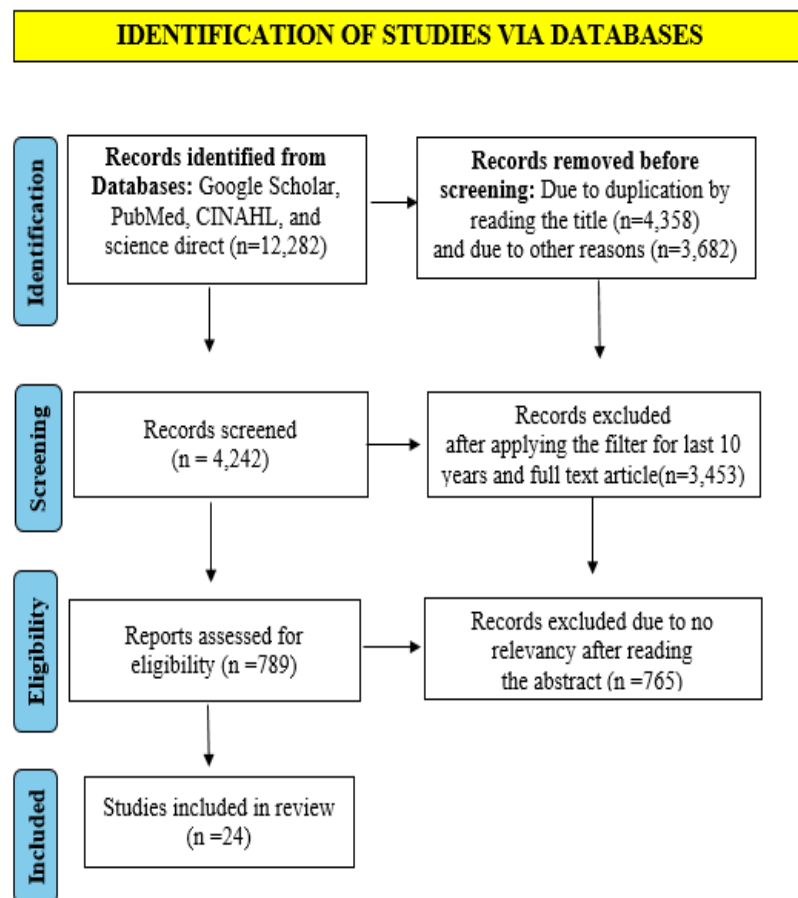 IDENTIFICATION OF STUDIES VIA DATABASES
Identification
Records identified from
Databases: Google Scholar,
PubMed, CINAHL, and
science direct (n=12,282)
Records removed before
screening: Due to duplication by
reading the title (n=4,358)
and due to other reasons (n=3,682)
Screening
Records screened
(n = 4,242)
Records excluded
after applying the filter for last 10
years and full text article(n=3,453)
Eligibility
Reports assessed for
eligibility (n =789)
Records excluded due to no
relevancy after reading
the abstract (n =765)
Included
Studies included in review
(n =24)